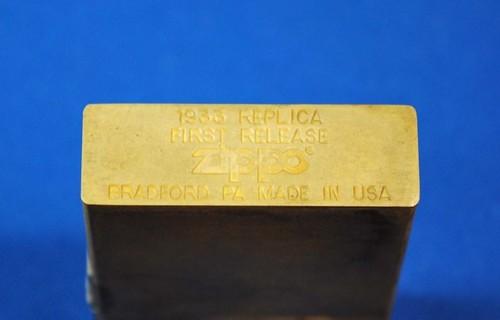 1933 REPLICA
FIRST RELEASE
zippo®
BRADFORD PA MADE IN USA